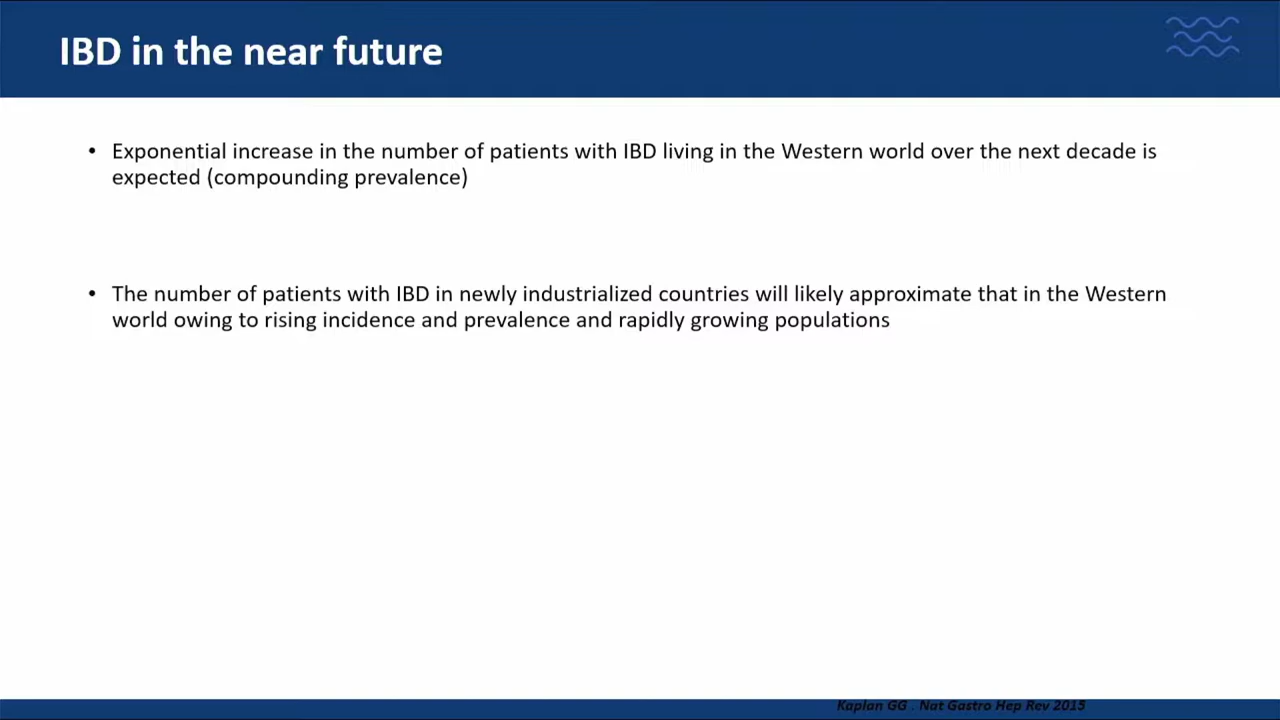 IBD in the near future
• Exponential increase in the number of patients with IBD living in the Western world over the next decade is
expected (compounding prevalence)
• The number of patients with IBD in newly industrialized countries will likely approximate that in the Western
world owing to rising incidence and prevalence and rapidly growing populations
Kaplan GG . Nat Gastro Hep Rev 2015